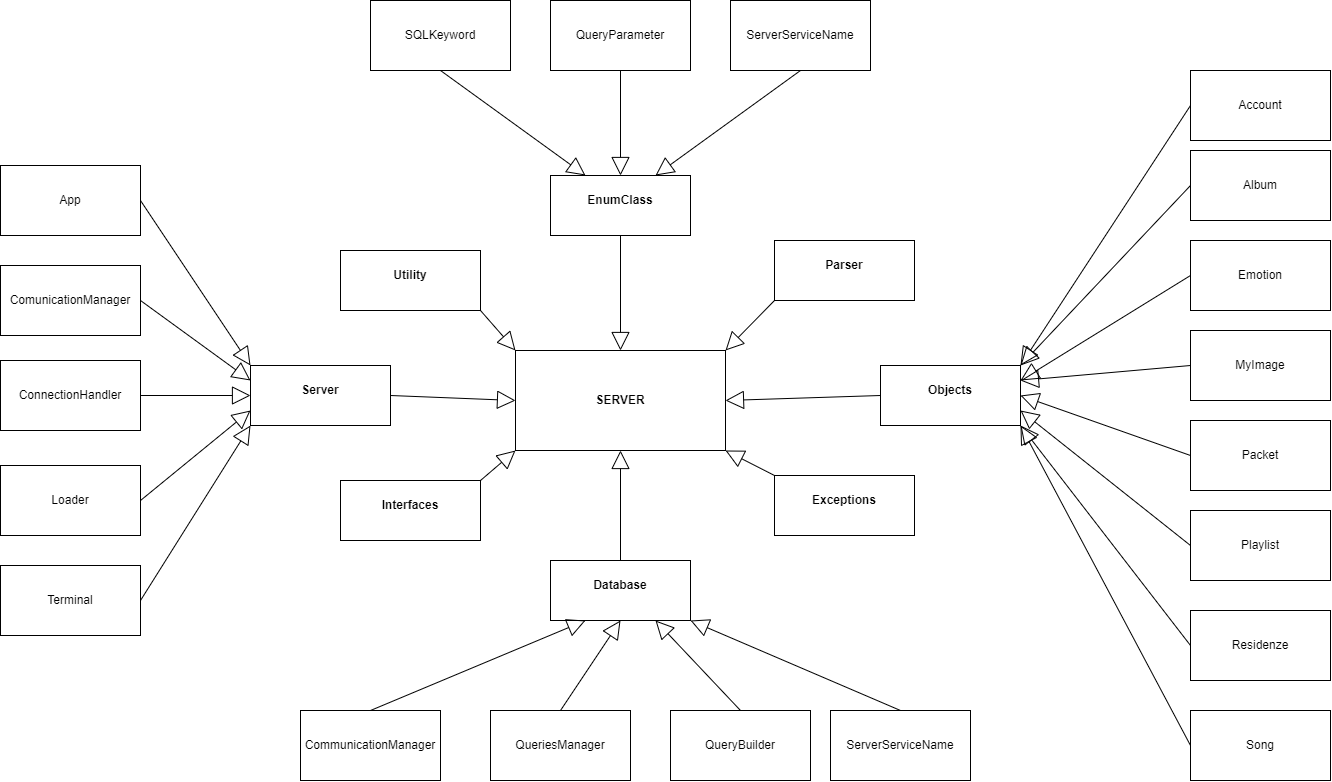 SQLKeyword
QueryParameter
ServerServiceName
Account
Album
App
EnumClass
Parser
Utility
Emotion
ComunicationManager
MyImage
ConnectionHandler
Server
SERVER
Objects
Packet
Loader
Interfaces
Exceptions
Playlist
Terminal
Database
Residenze
CommunicationManager
QueriesManager
QueryBuilder
ServerServiceName
Song